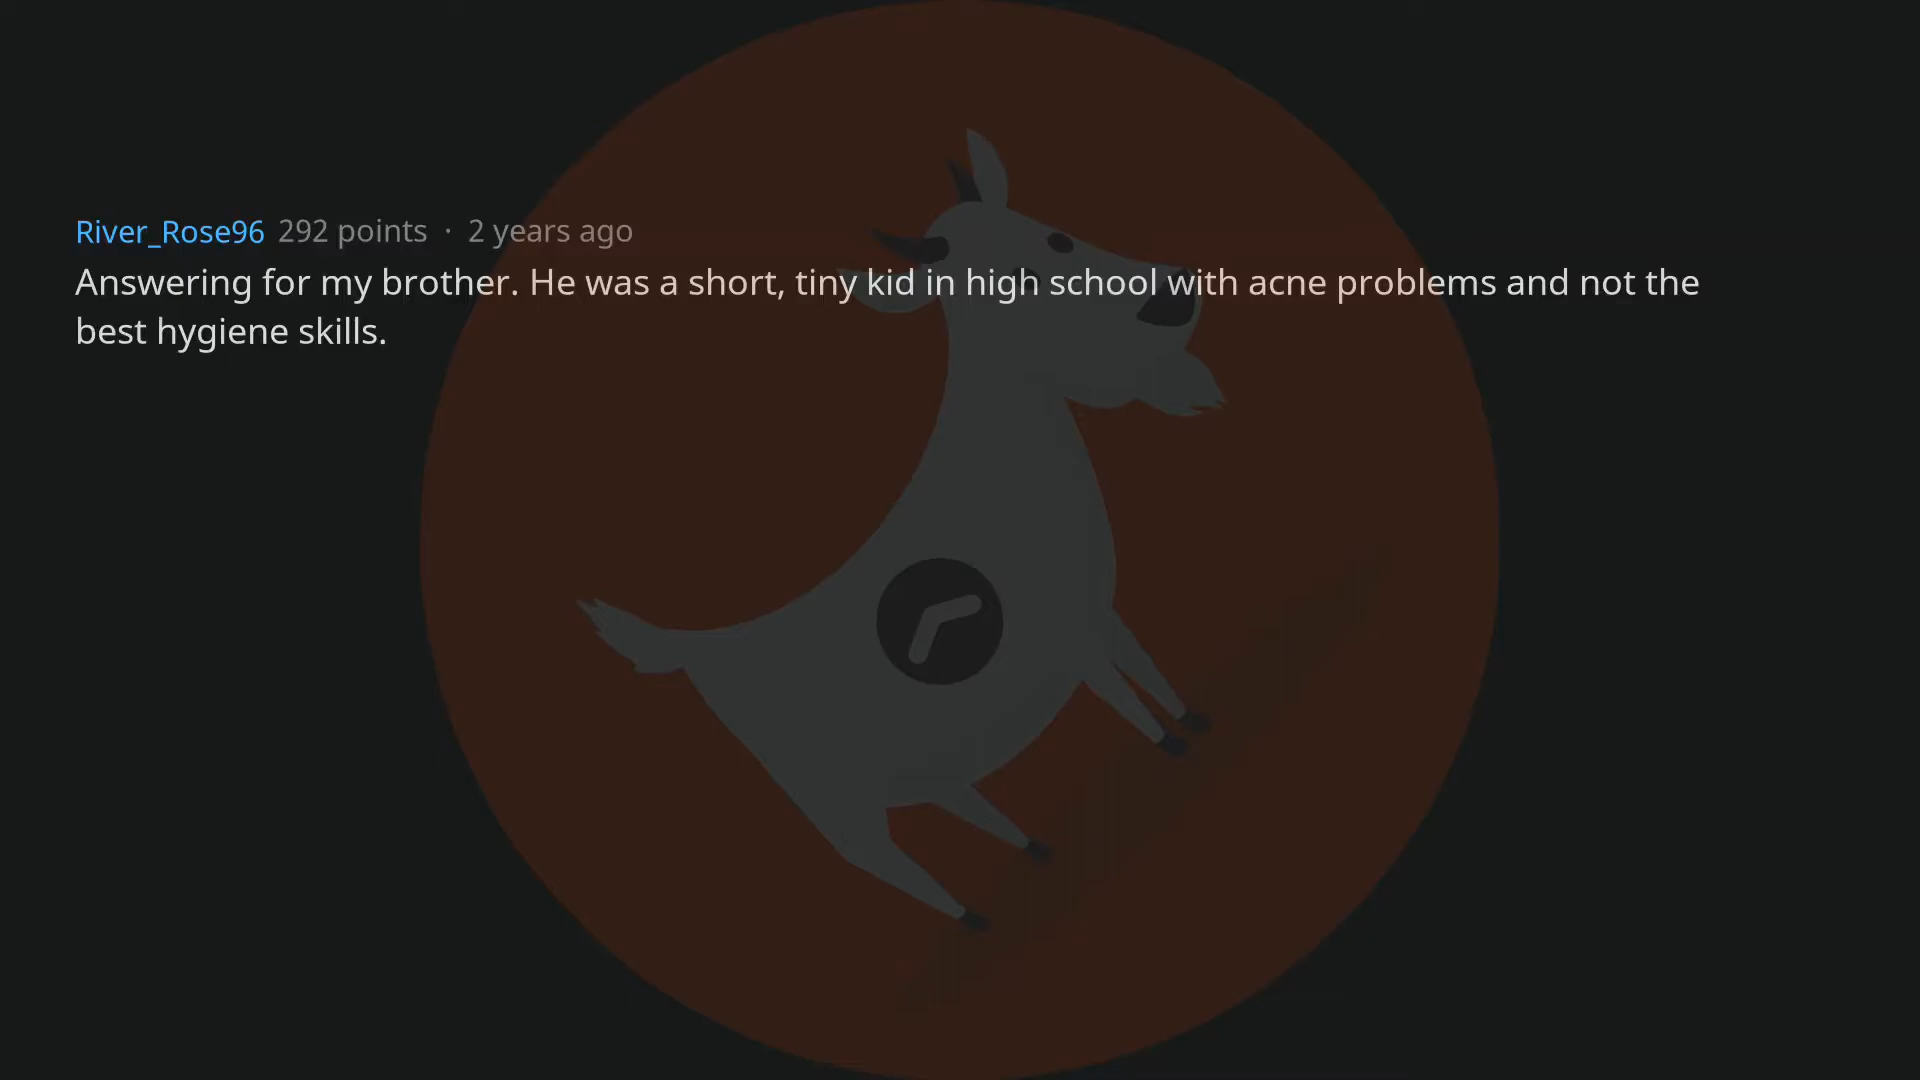 River_Rose96 292 points · 2 years ago
Answering for my brother. He was a short, tiny kid in high school with acne problems and not the
best hygiene skills.